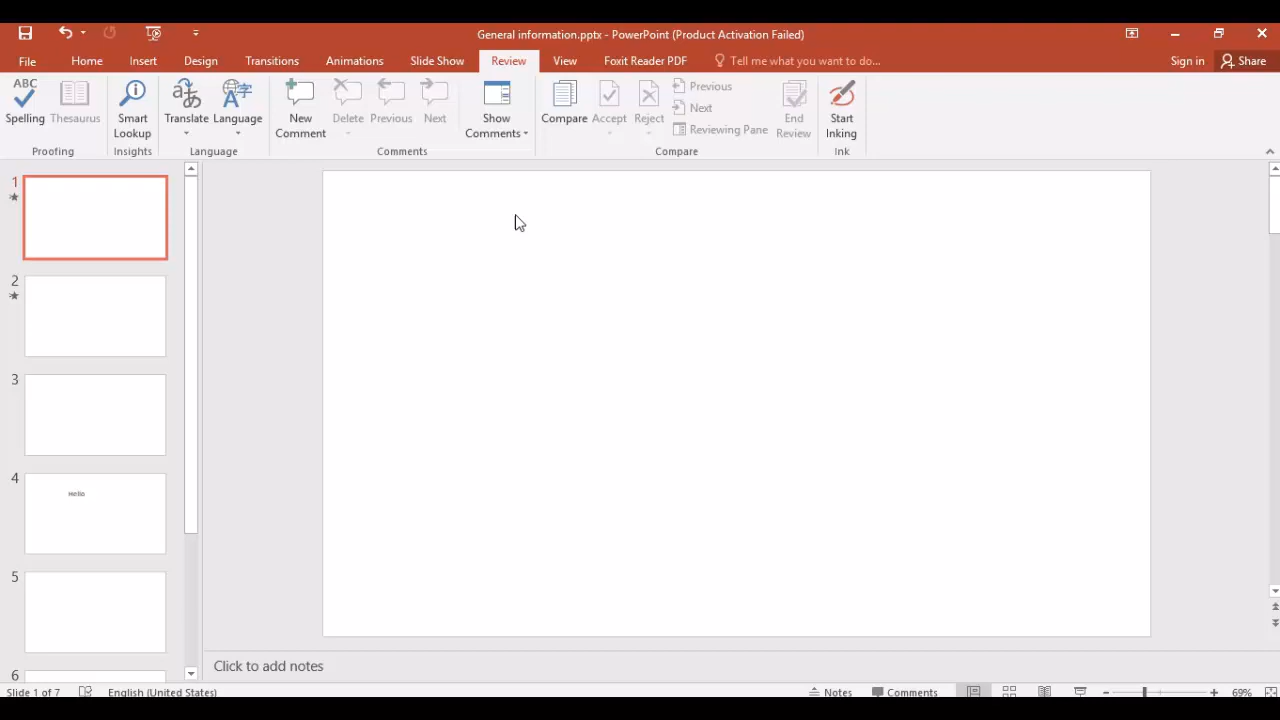 General information.pptx - PowerPoint (Product Activation Failed)
File Home Insert Design Transitions Animations Slide Show Review View Foxit Reader PDF Tell me what you want to do... Sign in Share
ABC
Spelling
Thesaurus
Proofing
Smart
Lookup
Insights
Translate
Language
Language
New
Comment
Delete
Previous
Next
Show
Comments
Comments
Compare
Accept
Reject
Previous
Next
Reviewing Pane
End
Review
Compare
Start
Inking
Ink
1
2
3
4
Hello
5
6
Click to add notes
Slide 1 of 7 English (United States) Notes Comments 69%